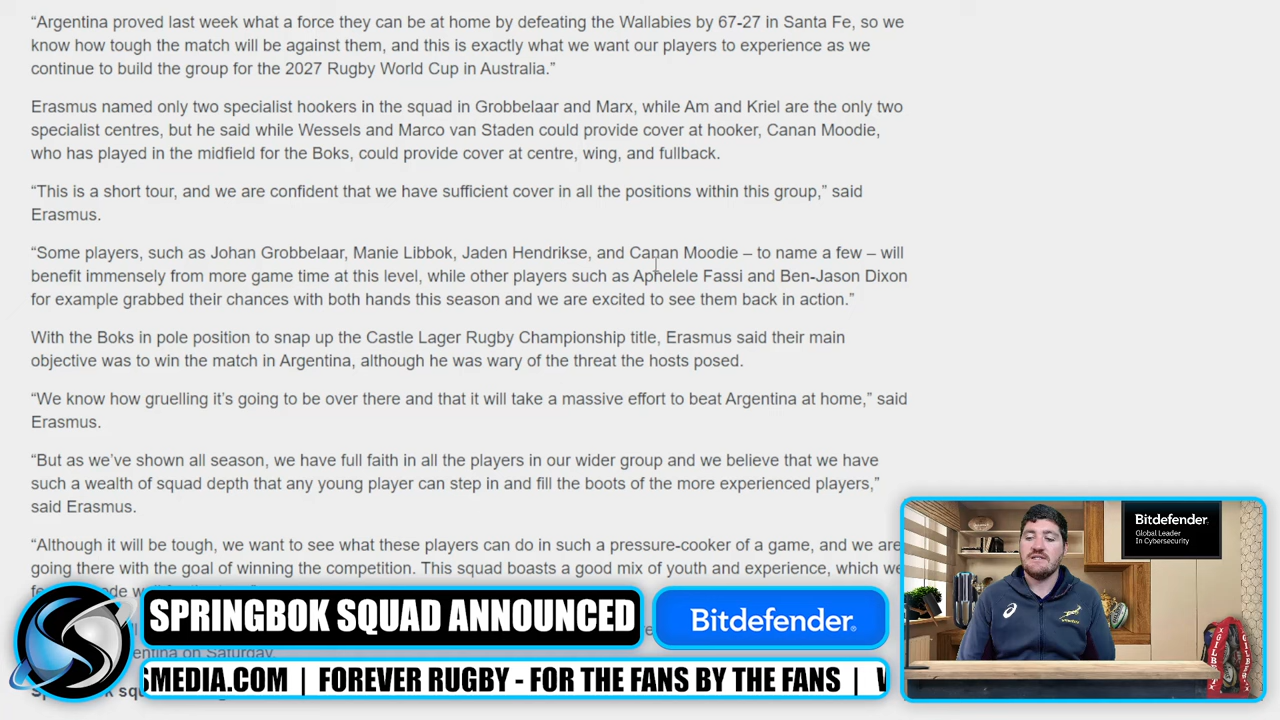 “Argentina proved last week what a force they can be at home by defeating the Wallabies by 67-27 in Santa Fe, so we
know how tough the match will be against them, and this is exactly what we want our players to experience as we
continue to build the group for the 2027 Rugby World Cup in Australia.”
Erasmus named only two specialist hookers in the squad in Grobbelaar and Marx, while Am and Kriel are the only two
specialist centres, but he said while Wessels and Marco van Staden could provide cover at hooker, Canan Moodie,
who has played in the midfield for the Boks, could provide cover at centre, wing, and fullback.
“This is a short tour, and we are confident that we have sufficient cover in all the positions within this group,” said
Erasmus.
“Some players, such as Johan Grobbelaar, Manie Libbok, Jaden Hendrikse, and Canan Moodie – to name a few – will
benefit immensely from more game time at this level, while other players such as Aphelele Fassi and Ben-Jason Dixon
for example grabbed their chances with both hands this season and we are excited to see them back in action.”
With the Boks in pole position to snap up the Castle Lager Rugby Championship title, Erasmus said their main
objective was to win the match in Argentina, although he was wary of the threat the hosts posed.
“We know how gruelling it’s going to be over there and that it will take a massive effort to beat Argentina at home,” said
Erasmus.
“But as we’ve shown all season, we have full faith in all the players in our wider group and we believe that we have
such a wealth of squad depth that any young player can step in and fill the boots of the more experienced players,”
said Erasmus.
“Although it will be tough, we want to see what these can do in such a pressure-cooker of a game, and we are
going there with the goal of winning the competition. This squad boasts a good mix of youth and experience, which we
on Saturday.
SPRINGBOK SQUAD ANNOUNCED
Bitdefender
SMEDIA.COM | FOREVER RUGBY - FOR THE FANS BY THE FANS |
Bitdefender
Global Leader
In Cybersecurity